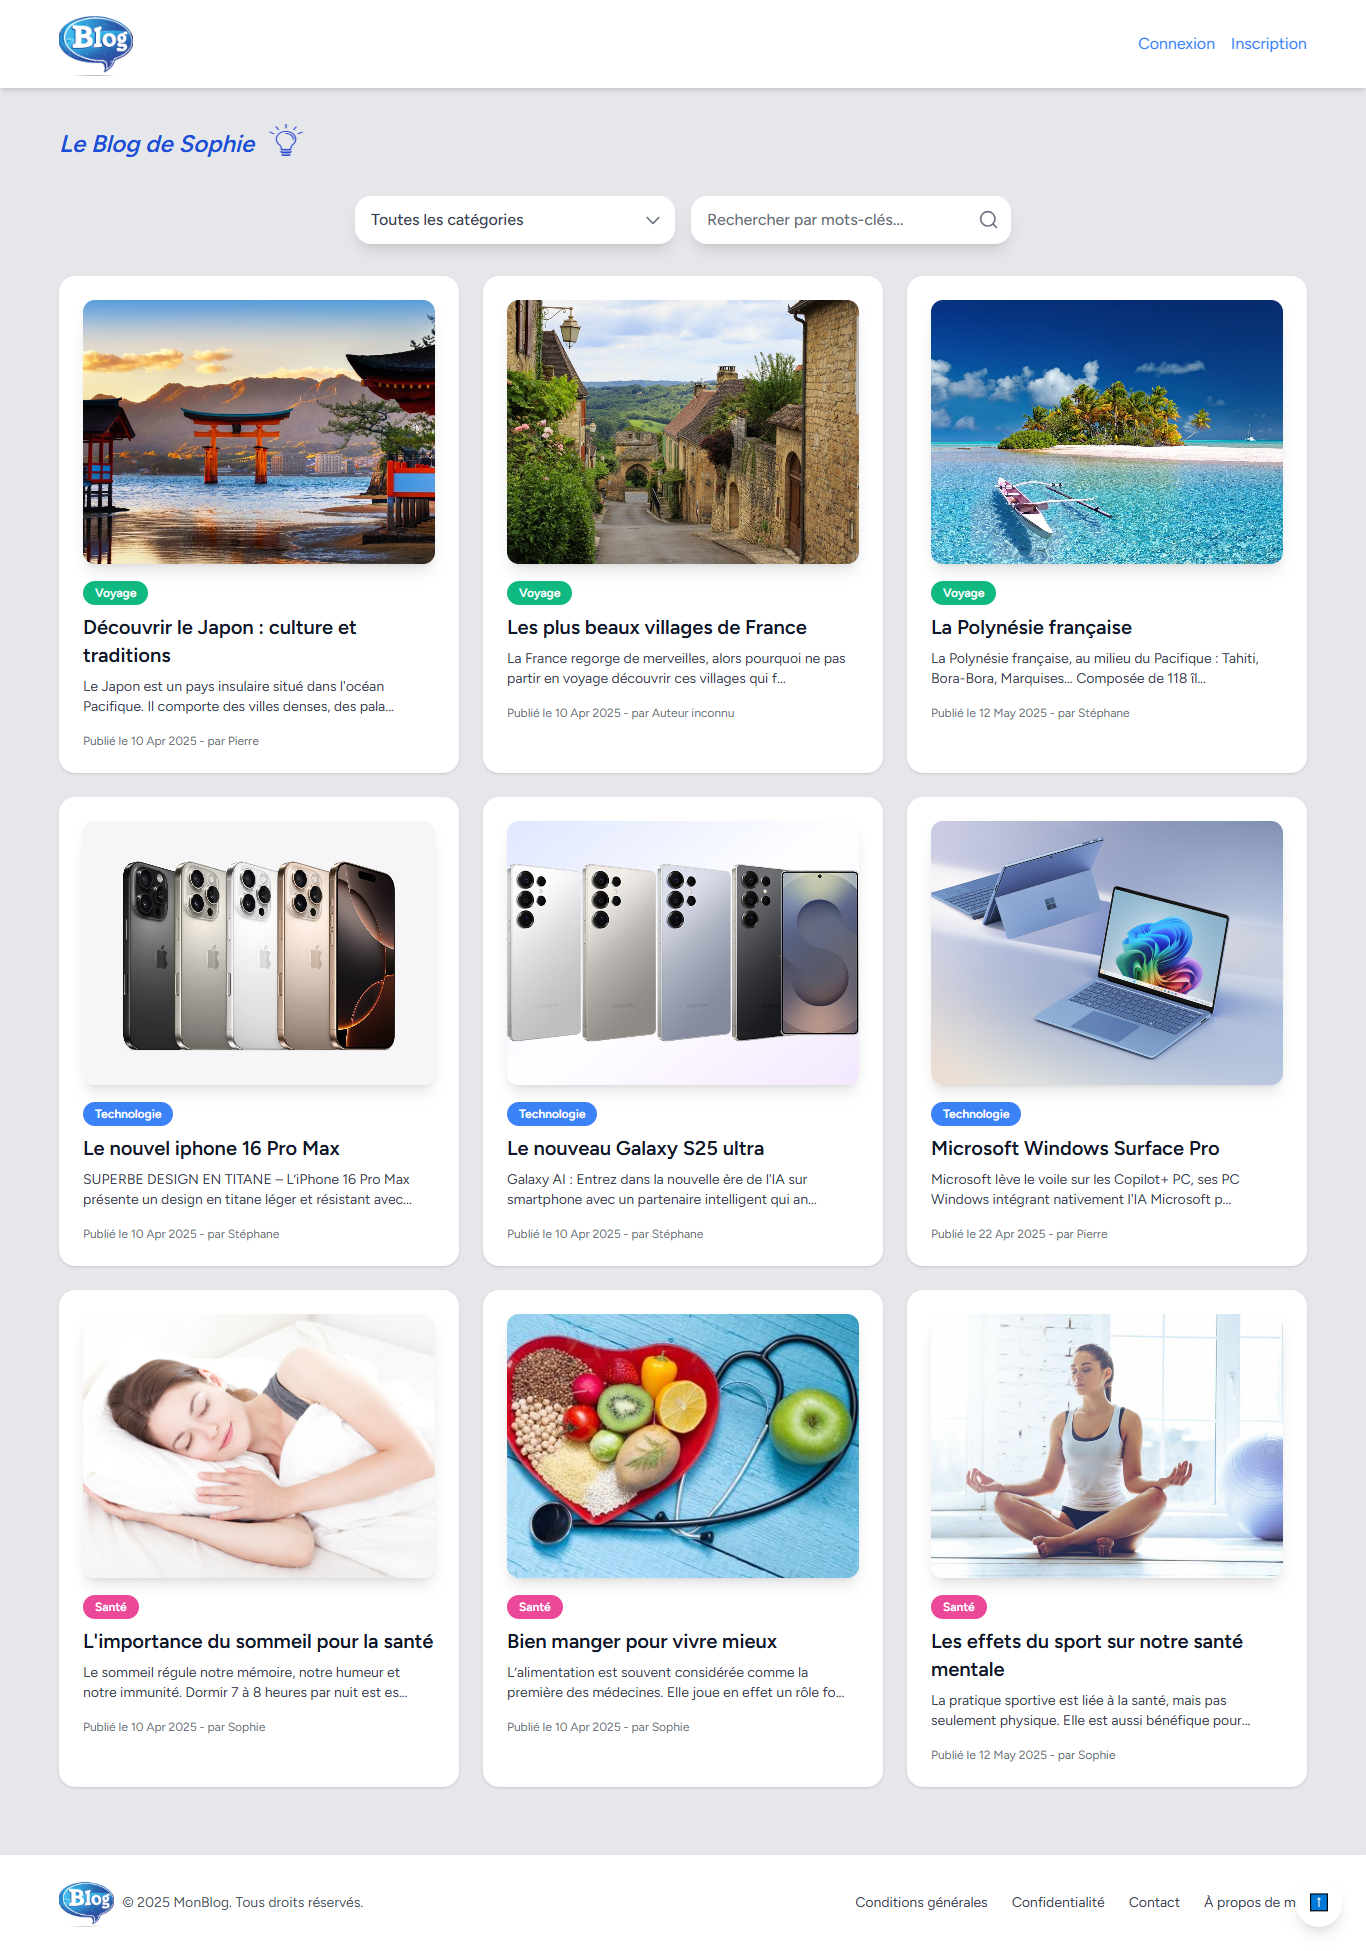 Blog
Connexion Inscription
Le Blog de Sophie
Toutes les catégories
Rechercher par mots-clés...
Voyage
Découvrir le Japon : culture et
traditions
Le Japon est un pays insulaire situé dans l'océan
Pacifique. Il comporte des villes denses, des pala...
Publié le 10 Apr 2025 - par Pierre
Voyage
Les plus beaux villages de France
La France regorge de merveilles, alors pourquoi ne pas
partir en voyage découvrir ces villages qui f...
Publié le 10 Apr 2025 - par Auteur inconnu
Voyage
La Polynésie française
La Polynésie française, au milieu du Pacifique : Tahiti,
Bora-Bora, Marquises... Composée de 118 îl...
Publié le 12 May 2025 - par Stéphane
Technologie
Le nouvel iphone 16 Pro Max
SUPERBE DESIGN EN TITANE – L'iPhone 16 Pro Max
présente un design en titane léger et résistant avec...
Publié le 10 Apr 2025 - par Stéphane
Technologie
Le nouveau Galaxy S25 ultra
Galaxy AI : Entrez dans la nouvelle ère de l'IA sur
smartphone avec un partenaire intelligent qui an...
Publié le 10 Apr 2025 - par Stéphane
Technologie
Microsoft Windows Surface Pro
Microsoft lève le voile sur les Copilot+ PC, ses PC
Windows intégrant nativement l'IA Microsoft p...
Publié le 22 Apr 2025 - par Pierre
Santé
L'importance du sommeil pour la santé
Le sommeil régule notre mémoire, notre humeur et
notre immunité. Dormir 7 à 8 heures par nuit est es...
Publié le 10 Apr 2025 - par Sophie
Santé
Bien manger pour vivre mieux
L'alimentation est souvent considérée comme la
première des médecines. Elle joue en effet un rôle fo...
Publié le 10 Apr 2025 - par Sophie
Santé
Les effets du sport sur notre santé
mentale
La pratique sportive est liée à la santé, mais pas
seulement physique. Elle est aussi bénéfique pour...
Publié le 12 May 2025 - par Sophie
Blog
© 2025 MonBlog. Tous droits réservés.
Conditions générales Confidentialité Contact À propos de m